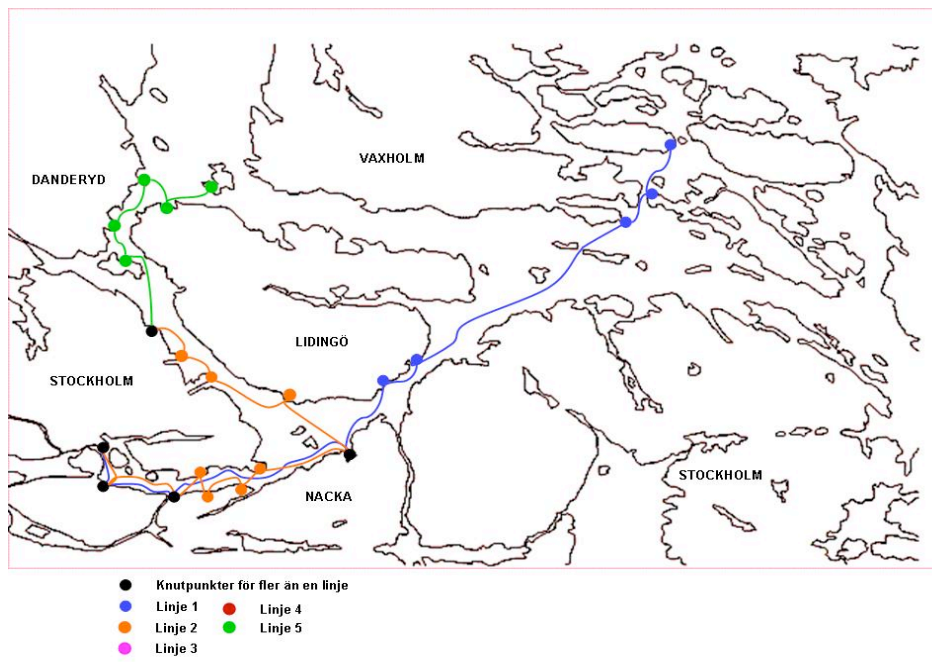 VAXHOLM
DANDERYD
LIDINGÖ
STOCKHOLM
STOCKHOLM
NACKA
Knutpunkter för fler än en linje
Linje 1
Linje 4
Linje 2
Linje 5
Linje 3